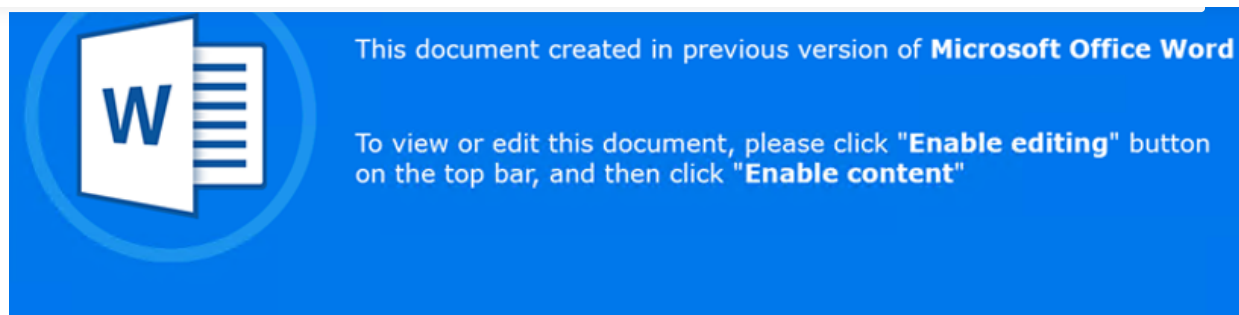 W
This document created in previous version of Microsoft Office Word
To view or edit this document, please click "Enable editing" button
on the top bar, and then click "Enable content"